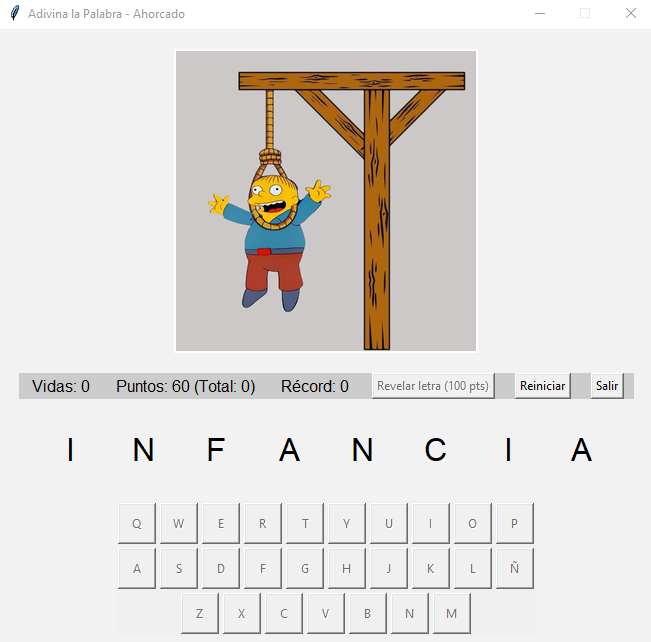 Adivina la Palabra - Ahorcado
Vidas: 0 Puntos: 60 (Total: 0) Récord: 0 Revelar letra (100 pts) Reiniciar Salir
I N F A N C I A
Q W E R T Y U I O P
A S D F G H J K L Ñ
Z X C V B N M